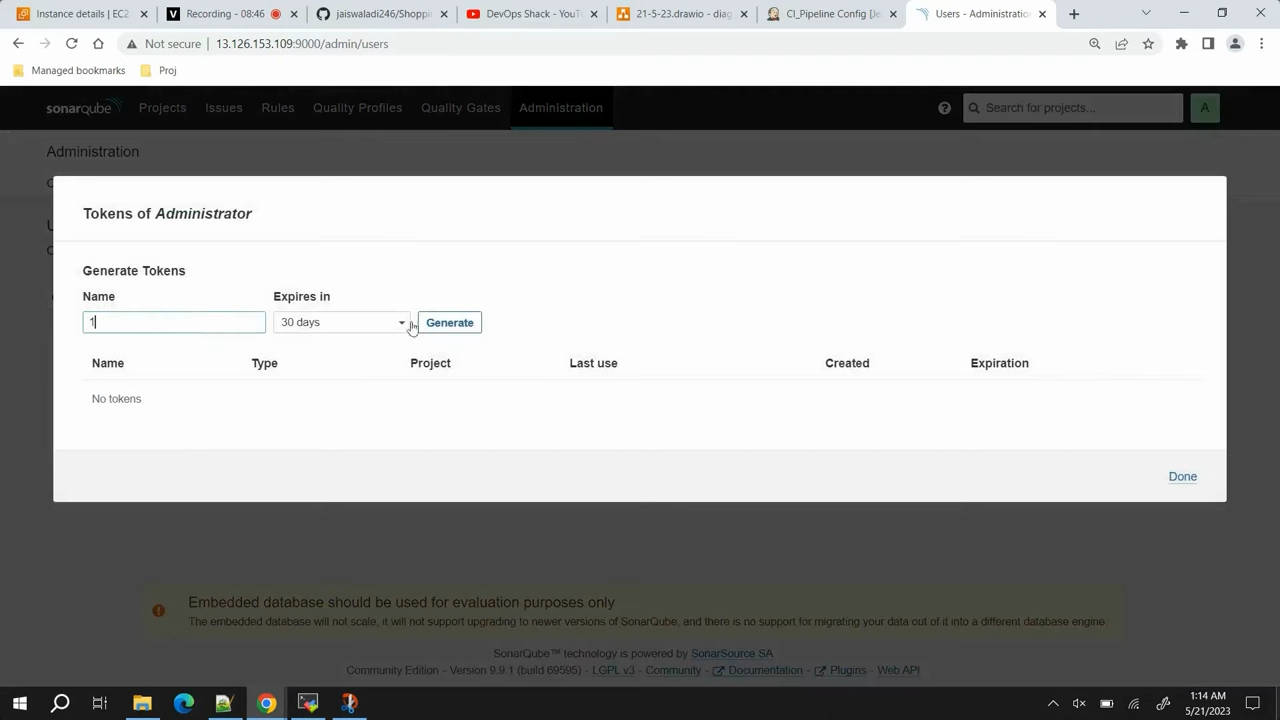 Instance details | EC2
Recording - 08:46
jaiswaladi246/Shoppi
DevOps Shack - YouT
21-5-23.drawio - diag
CI_Pipeline Config [Je
Users - Administratio
Not secure
13.126.153.109:9000/admin/users
Managed bookmarks
Proj
sonarqube
Projects
Issues
Rules
Quality Profiles
Quality Gates
Administration
Search for projects...
A
Administration
Tokens of Administrator
Generate Tokens
Name
Expires in
1
30 days
Generate
Name
Type
Project
Last use
Created
Expiration
No tokens
Done
Embedded database should be used for evaluation purposes only
The embedded database will not scale, it will not support upgrading to newer versions of SonarQube, and there is no support for migrating your data out of it into a different database engine.
SonarQube™ technology is powered by SonarSource SA
Community Edition - Version 9.9.1 (build 69595) - LGPL v3 - Community - Documentation - Plugins - Web API
1:14 AM
5/21/2023